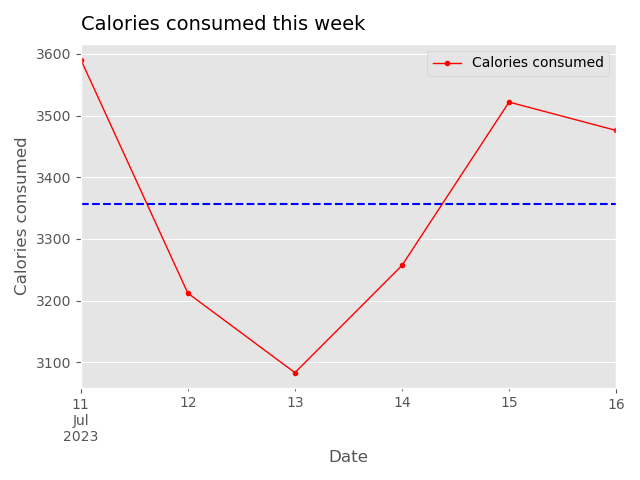 Calories consumed this week
Calories consumed
3600
3500
3400
3300
3200
3100
Calories consumed
11
Jul
2023
12
13
14
15
16
Date